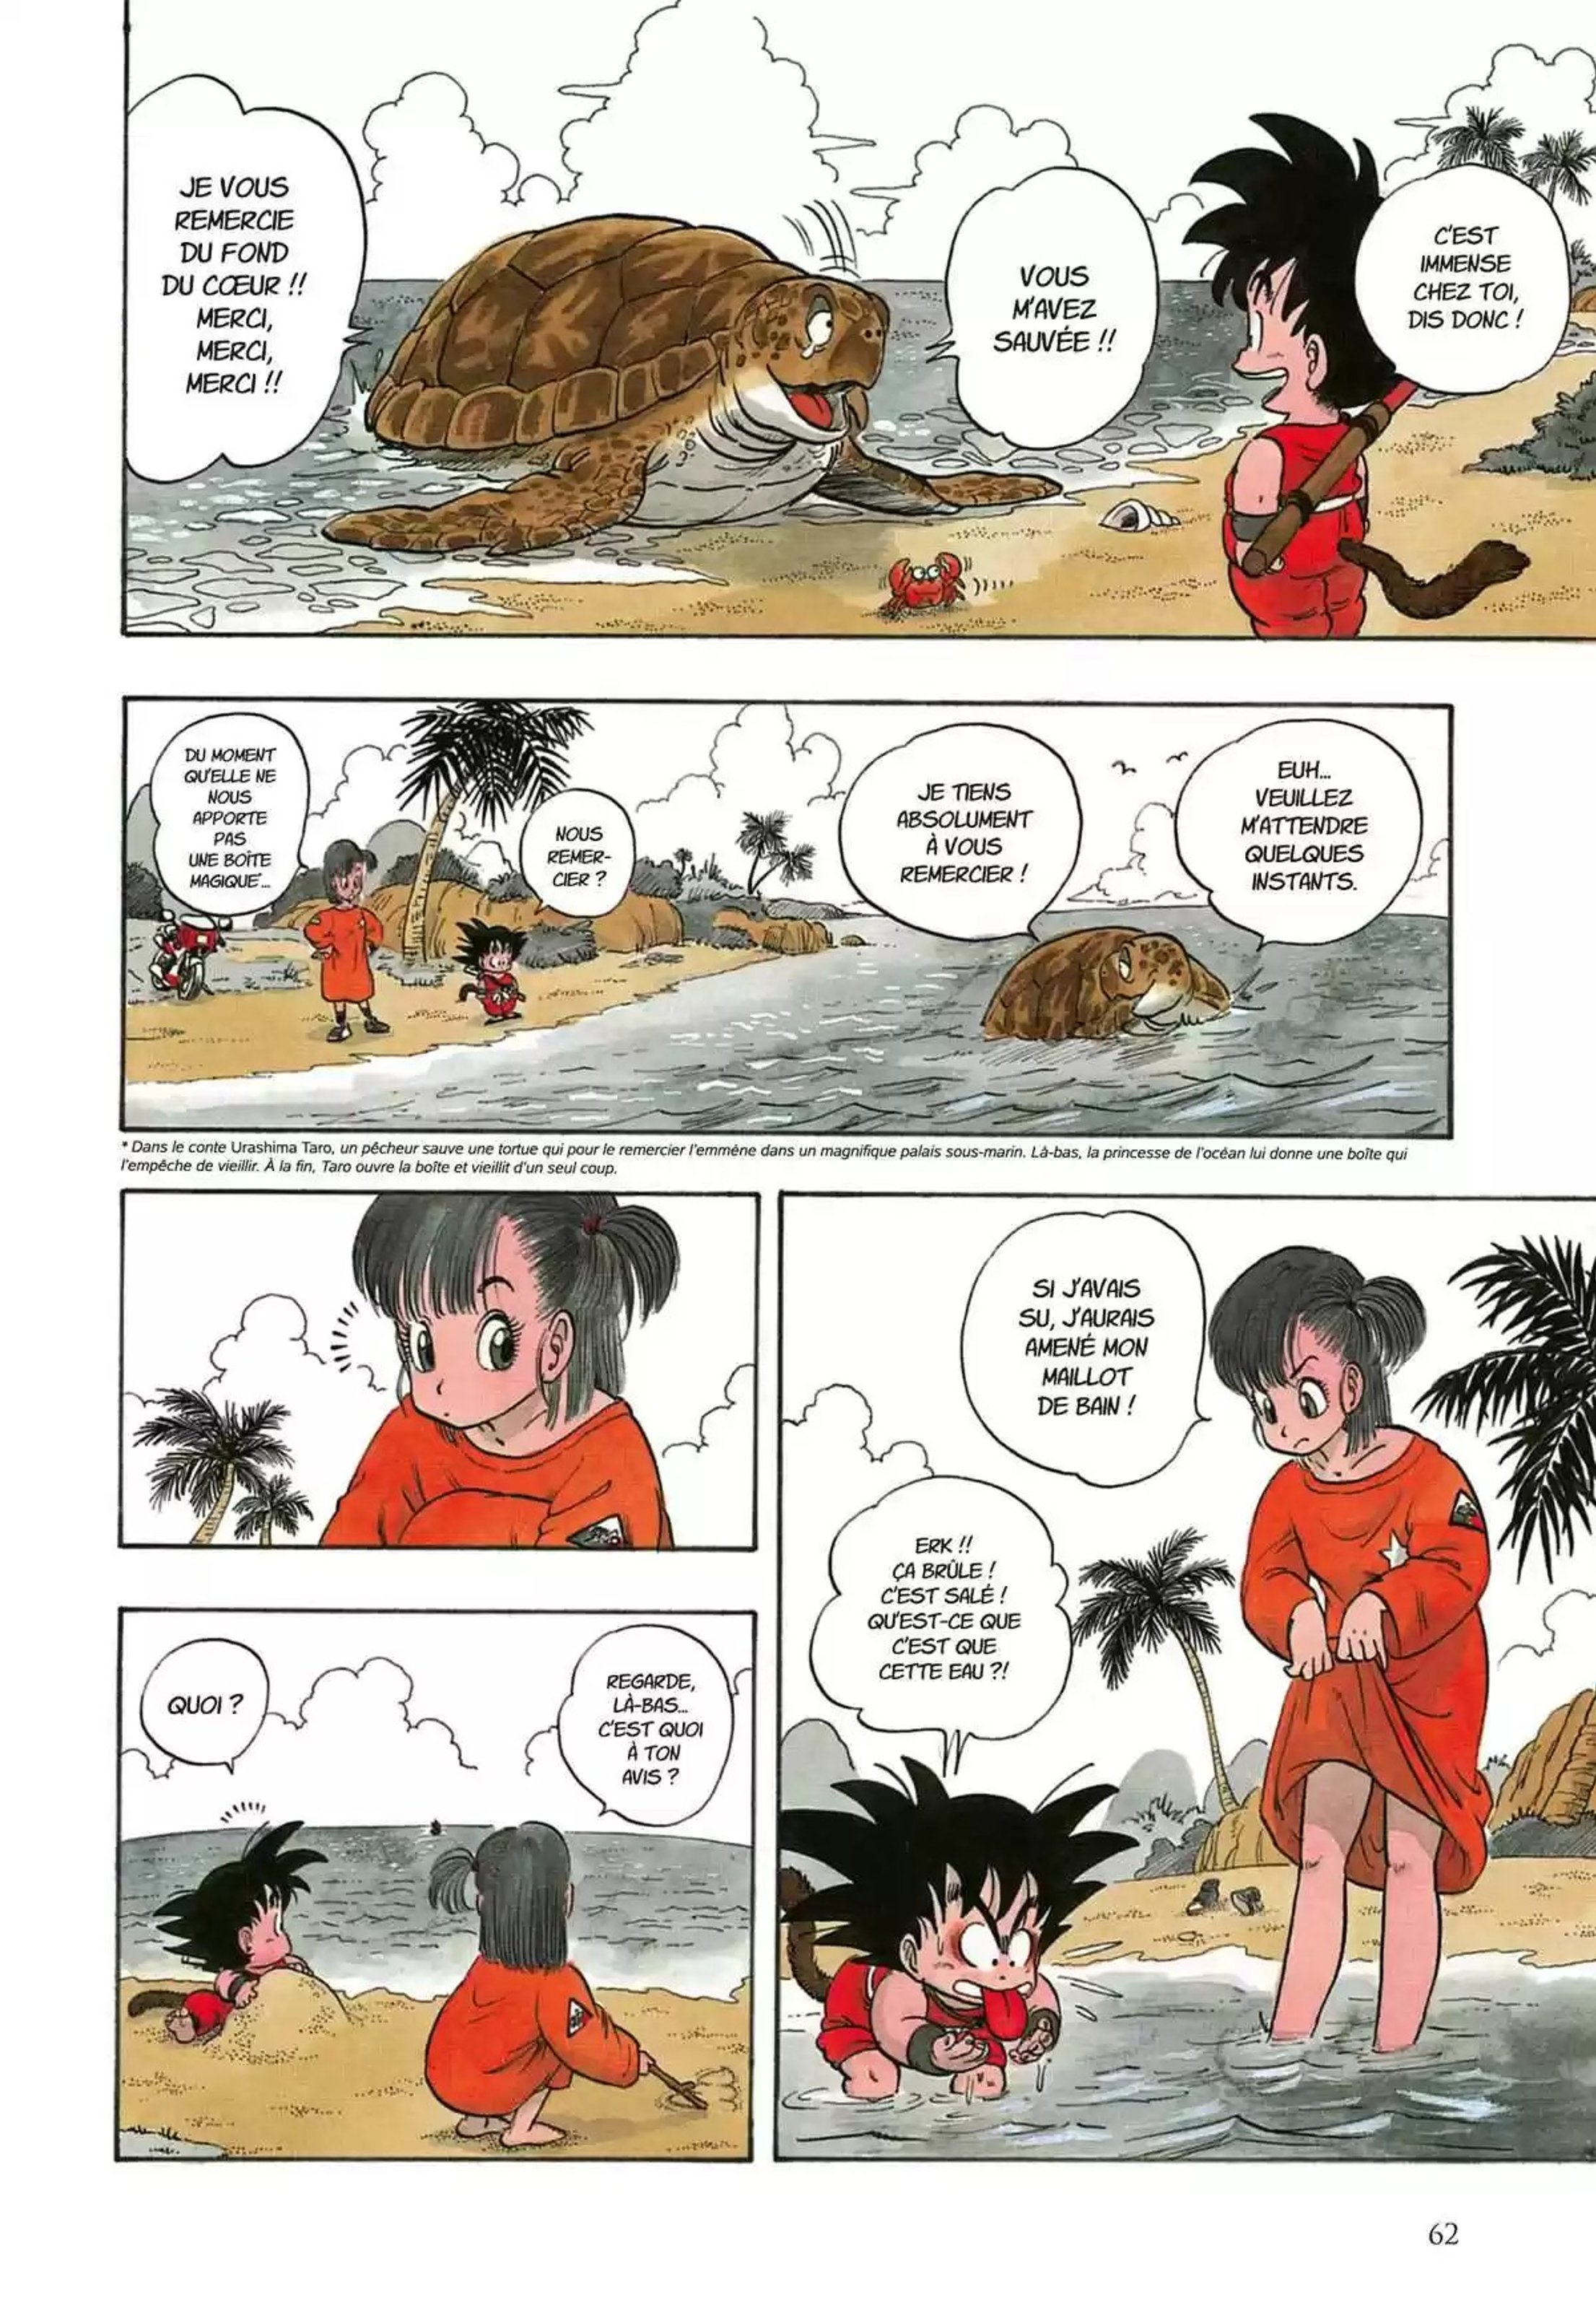 C'EST
IMMENSE
CHEZ TOI,
DIS DONC !
VOUS
M'AVEZ
SAUVÉE !!
JE VOUS
REMERCIE
DU FOND
DU CŒUR !!
MERCI,
MERCI,
MERCI !!
EUH...
VEUILLEZ
M'ATTENDRE
QUELQUES
INSTANTS.
JE TIENS
ABSOLUMENT
À VOUS
REMERCIER !
NOUS
REMER-
CIER ?
DU MOMENT
QU'ELLE NE
NOUS
APPORTE
PAS
UNE BOÎTE
MAGIQUE*...
* Dans le conte Urashima Taro, un pêcheur sauve une tortue qui pour le remercier l'emmène dans un magnifique palais sous-marin. Là-bas, la princesse de l'océan lui donne une boîte qui
l'empêche de vieillir. À la fin, Taro ouvre la boîte et vieillit d'un seul coup.
SI J'AVAIS
SU, J'AURAIS
AMENÉ MON
MAILLOT
DE BAIN !
ERK !!
ÇA BRÛLE !
C'EST SALÉ !
QU'EST-CE QUE
C'EST QUE
CETTE EAU ?!
REGARDE,
LÀ-BAS...
C'EST QUOI
À TON
AVIS ?
QUOI ?
62